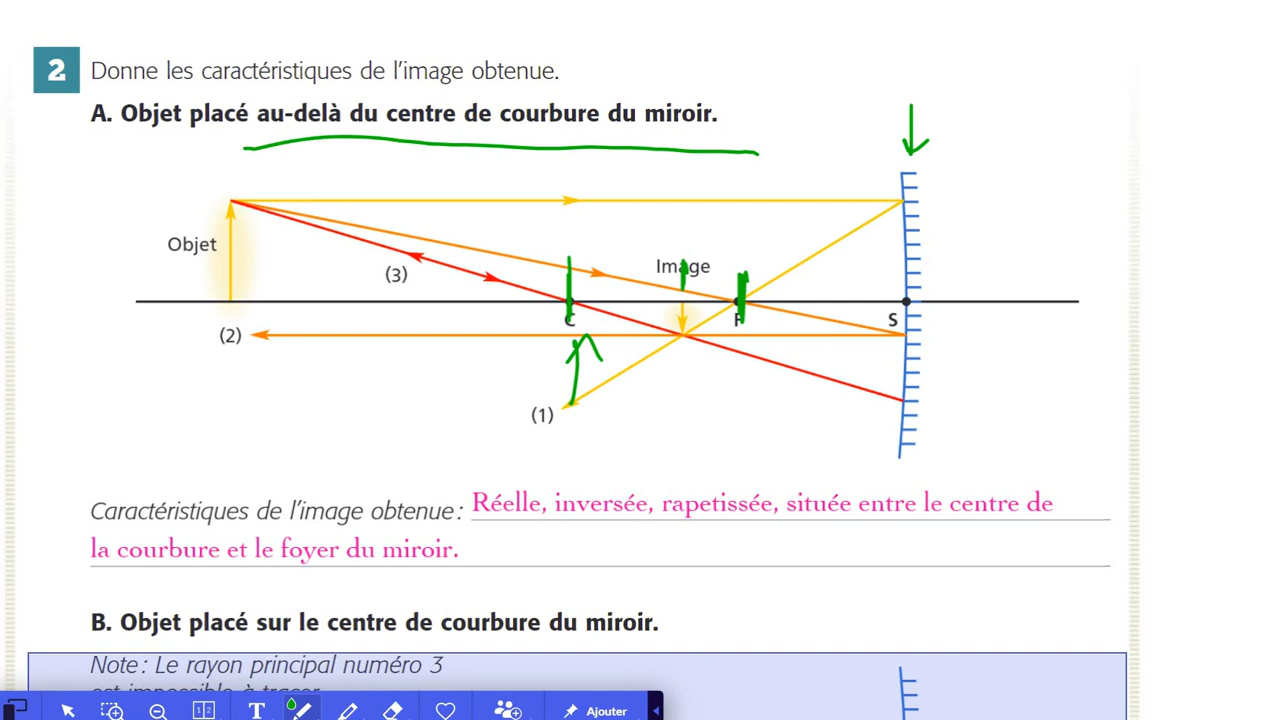 2 Donne les caractéristiques de l'image obtenue.
A. Objet placé au-delà du centre de courbure du miroir.
Objet
(3)
Image
C
F
S
(2)
(1)
Caractéristiques de l'image obtenue : Réelle, inversée, rapetissée, située entre le centre de
la courbure et le foyer du miroir.
B. Objet placé sur le centre de courbure du miroir.
Note : Le rayon principal numéro 3
est impossible à tracer
T
Ajouter